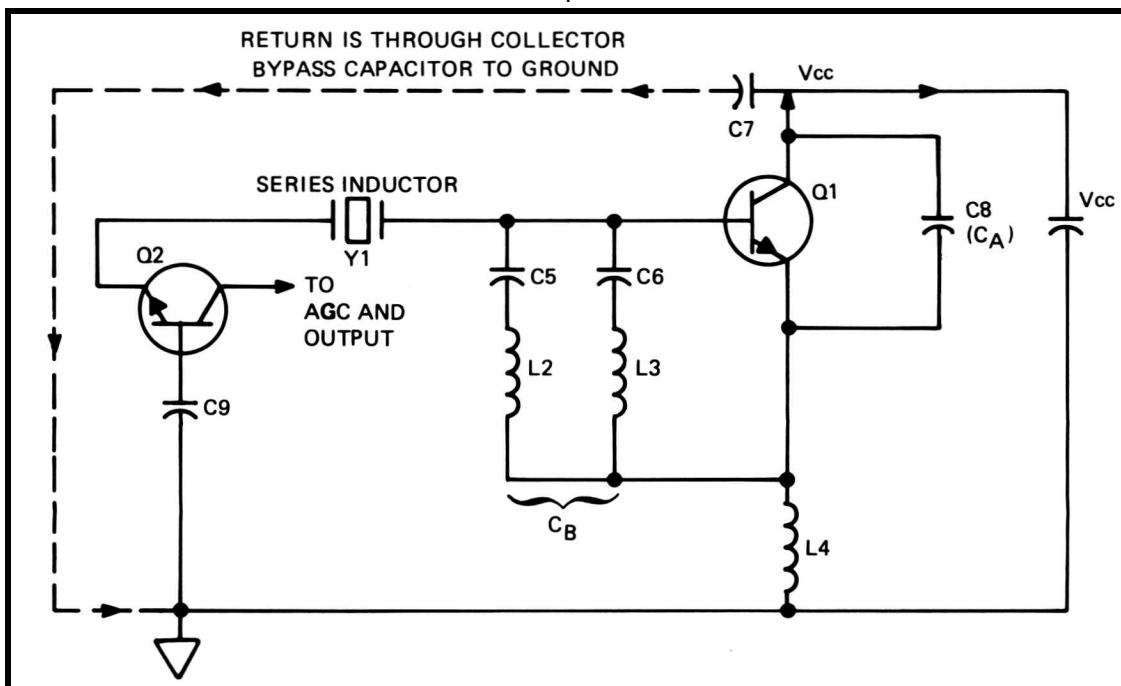 RETURN IS THROUGH COLLECTOR
BYPASS CAPACITOR TO GROUND
Vcc
C7
SERIES INDUCTOR
Y1
Q1
C8
(CA)
Vcc
Q2
TO
AGC AND
OUTPUT
C5
C6
L2
L3
C9
CB
L4